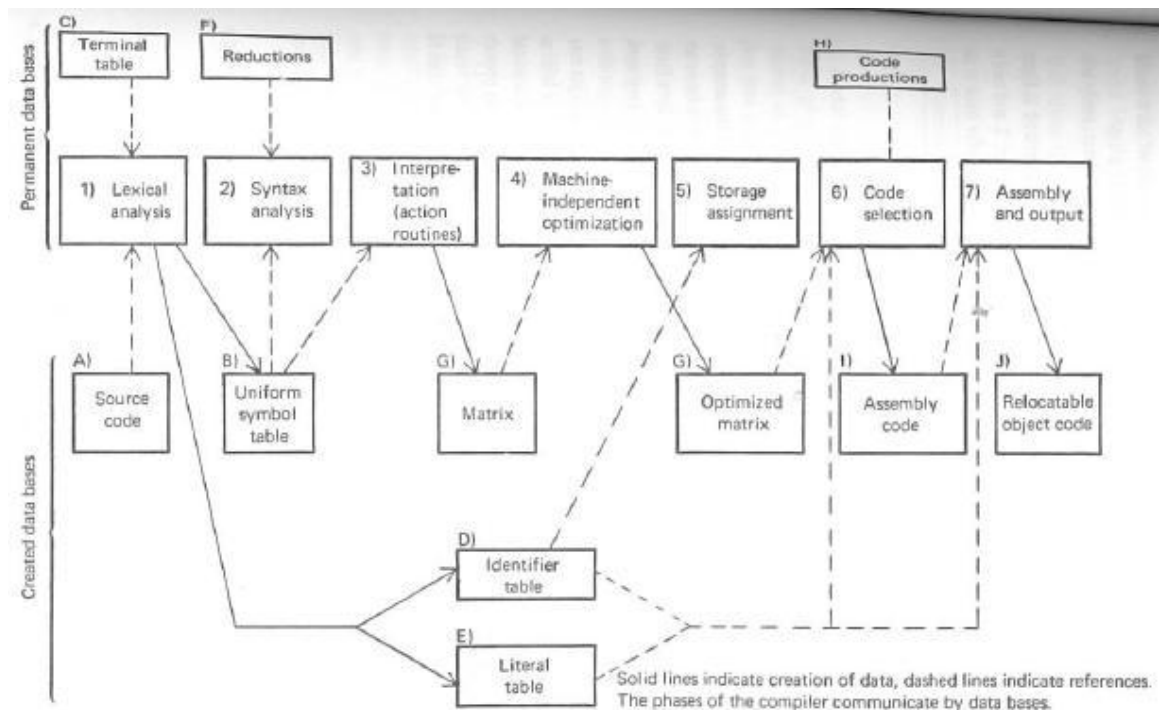 Permanent data bases
Created data bases
C)
Terminal
table
F)
Reductions
H)
Code
productions
1) Lexical
analysis
2) Syntax
analysis
3) Interpre-
tation
(action
routines)
4) Machine-
independent
optimization
5) Storage
assignment
6) Code
selection
7) Assembly
and output
A)
Source
code
B)
Uniform
symbol
table
G)
Matrix
G)
Optimized
matrix
I)
Assembly
code
J)
Relocatable
object code
D)
Identifier
table
E)
Literal
table
Solid lines indicate creation of data, dashed lines indicate references.
The phases of the compiler communicate by data bases.